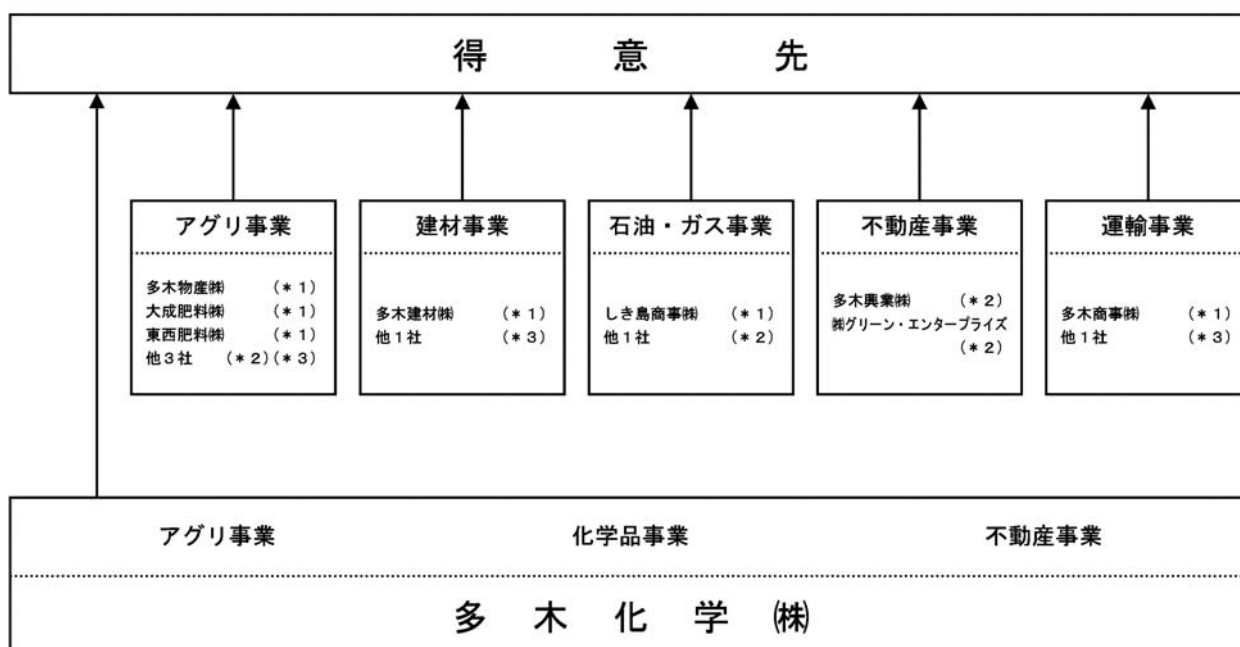 得意先
アグリ事業
多木物産㈱ (*1)
大成肥料㈱ (*1)
東西肥料㈱ (*1)
他3社 (*2)(*3)
建材事業
多木建材㈱ (*1)
他1社 (*3)
石油・ガス事業
しき島商事㈱ (*1)
他1社 (*2)
不動産事業
多木興業㈱ (*2)
㈱グリーン・エンタープライズ
(*2)
運輸事業
多木商事㈱ (*1)
他1社 (*3)
アグリ事業 化学品事業 不動産事業
多木化学㈱